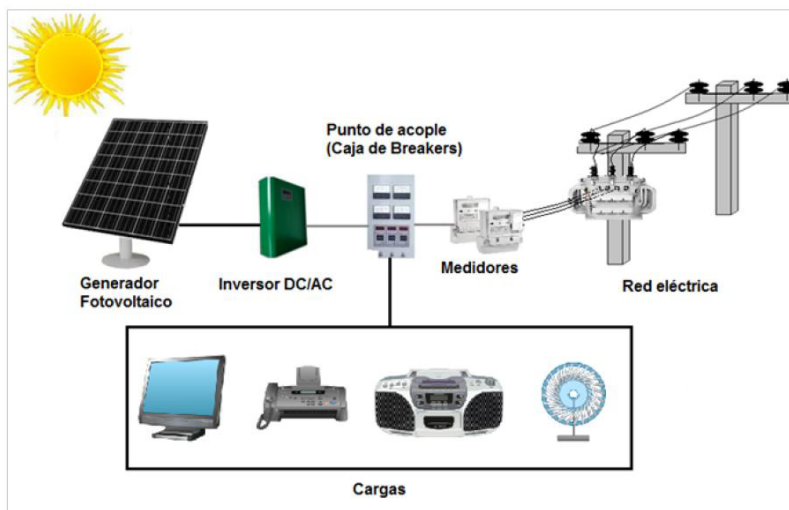 Punto de acople
(Caja de Breakers)
Generador
Fotovoltaico
Inversor DC/AC
Medidores
Red eléctrica
Cargas